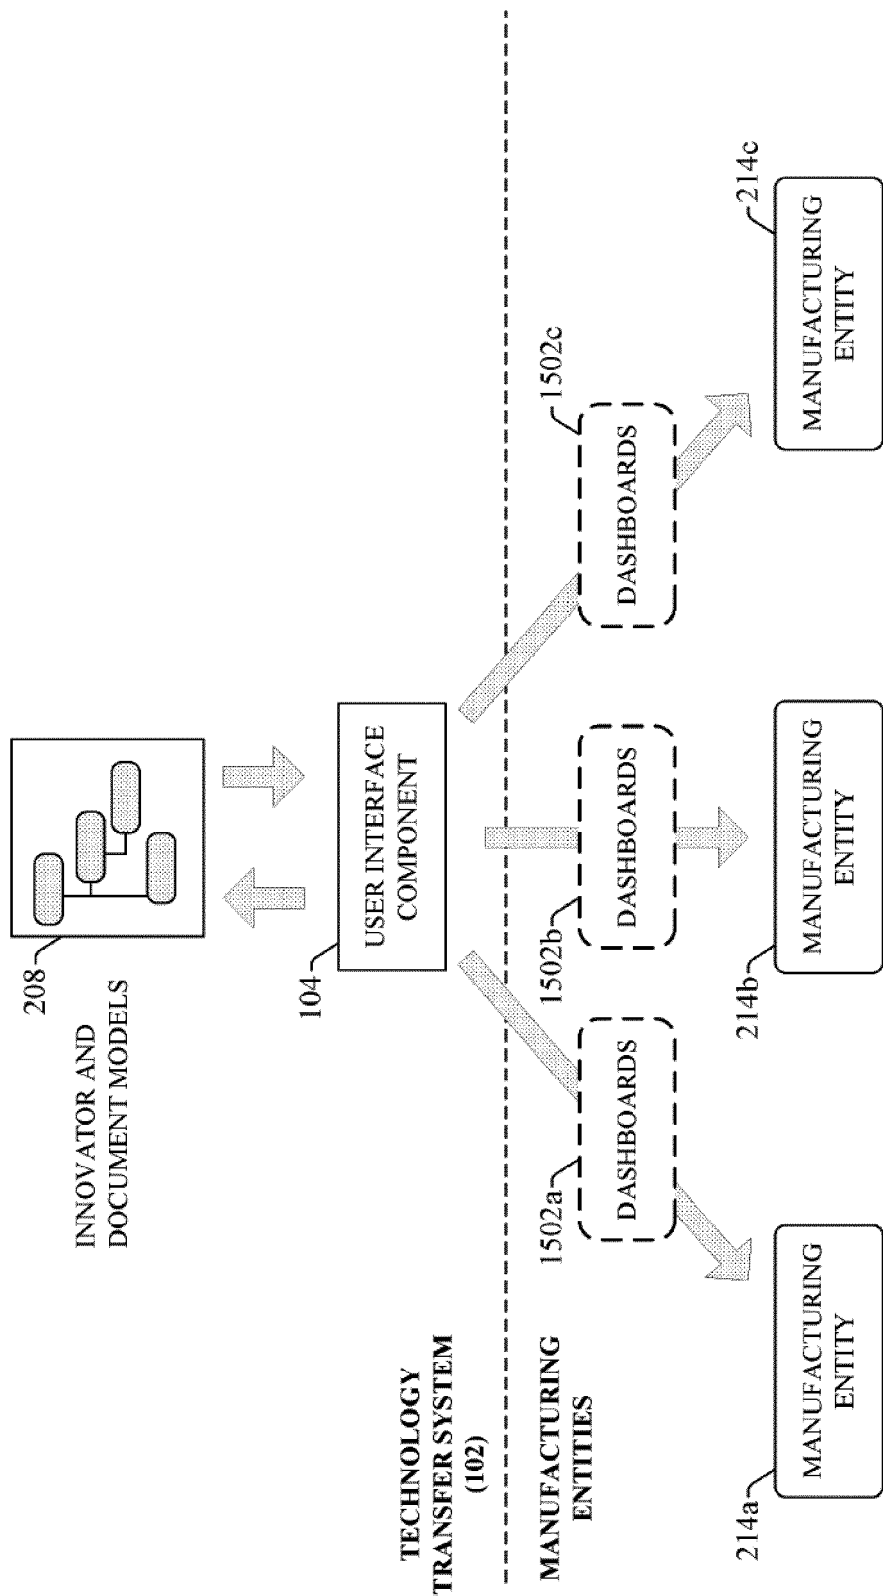 INNOVATOR AND
DOCUMENT MODELS
208
104
USER INTERFACE
COMPONENT
TECHNOLOGY
TRANSFER SYSTEM
(102)
MANUFACTURING
ENTITIES
1502a
DASHBOARDS
1502b
DASHBOARDS
1502c
DASHBOARDS
214a
MANUFACTURING
ENTITY
214b
MANUFACTURING
ENTITY
214c
MANUFACTURING
ENTITY